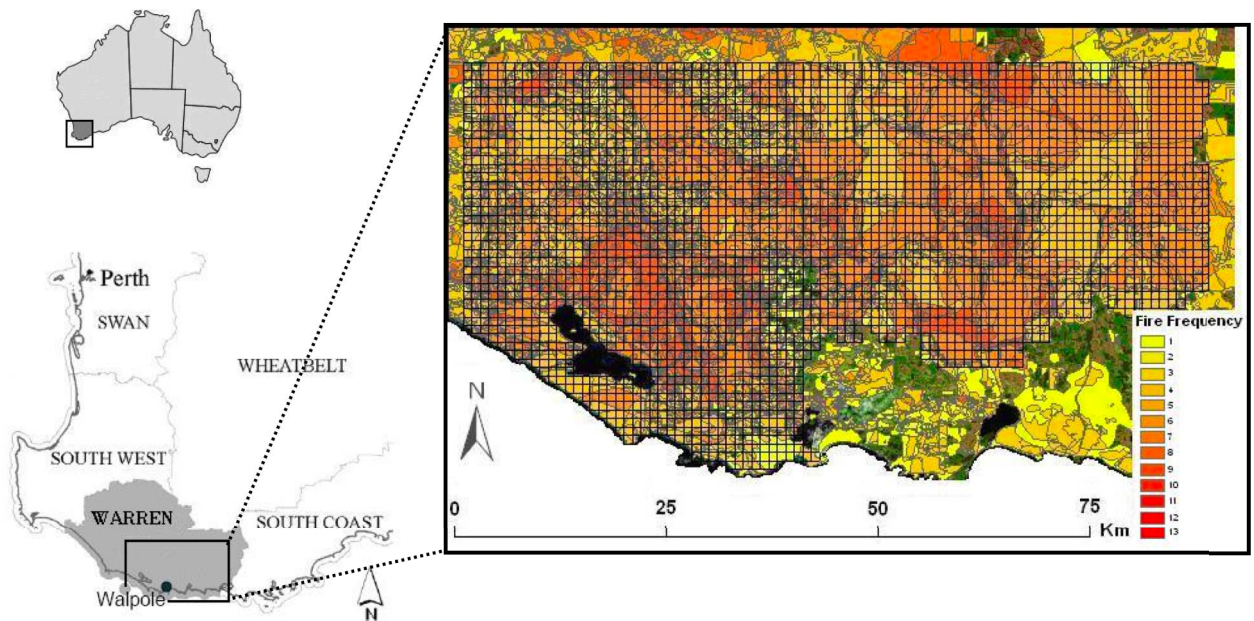 Perth
SWAN
WHEATBELT
SOUTH WEST
WARREN
SOUTH COAST
Walpole
N
N
Fire Frequency
1
2
3
4
5
6
7
8
9
10
11
12
13
0 25 50 75
Km